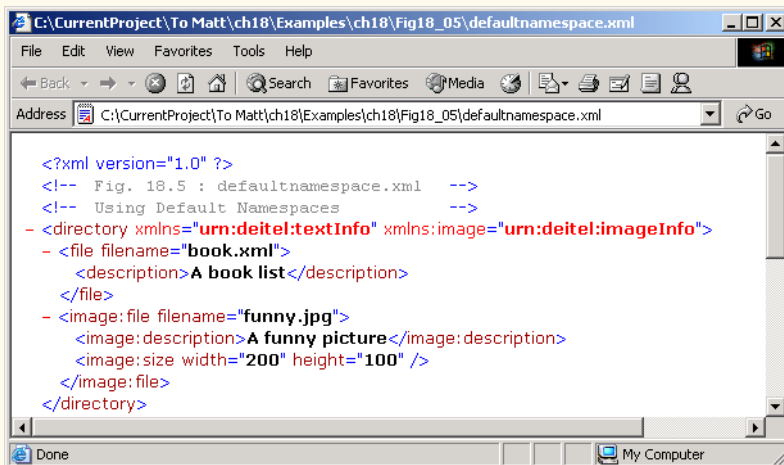 C:\CurrentProject\To Matt\ch18\Examples\ch18\Fig18_05\defaultnamespace.xml
File Edit View Favorites Tools Help
Back Search Favorites Media
Address C:\CurrentProject\To Matt\ch18\Examples\ch18\Fig18_05\defaultnamespace.xml Go
<?xml version="1.0" ?>
<!-- Fig. 18.5 : defaultnamespace.xml -->
<!-- Using Default Namespaces -->
- <directory xmlns="urn:deitel:textInfo" xmlns:image="urn:deitel:imageInfo">
- <file filename="book.xml">
<description>A book list</description>
</file>
- <image:file filename="funny.jpg">
<image:description>A funny picture</image:description>
<image:size width="200" height="100" />
</image:file>
</directory>
Done My Computer